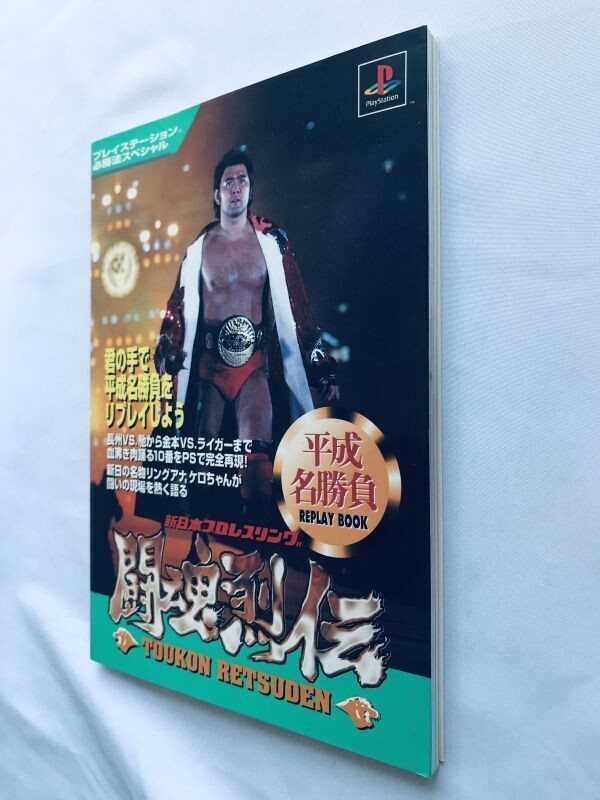 PlayStation
プレイステーション
必勝法スペシャル
君の手で
平成名勝負を
リプレイしよう
長州VS.馳から金本VS.ライガーまで
血沸き肉踊る10番をPSで完全再現!
新日の名物リングアナ、ケロちゃんが
闘いの現場を熱く語る
平成
名勝負
REPLAY BOOK
新日本プロレスリング
闘魂烈伝
TOUKON RETSUDEN